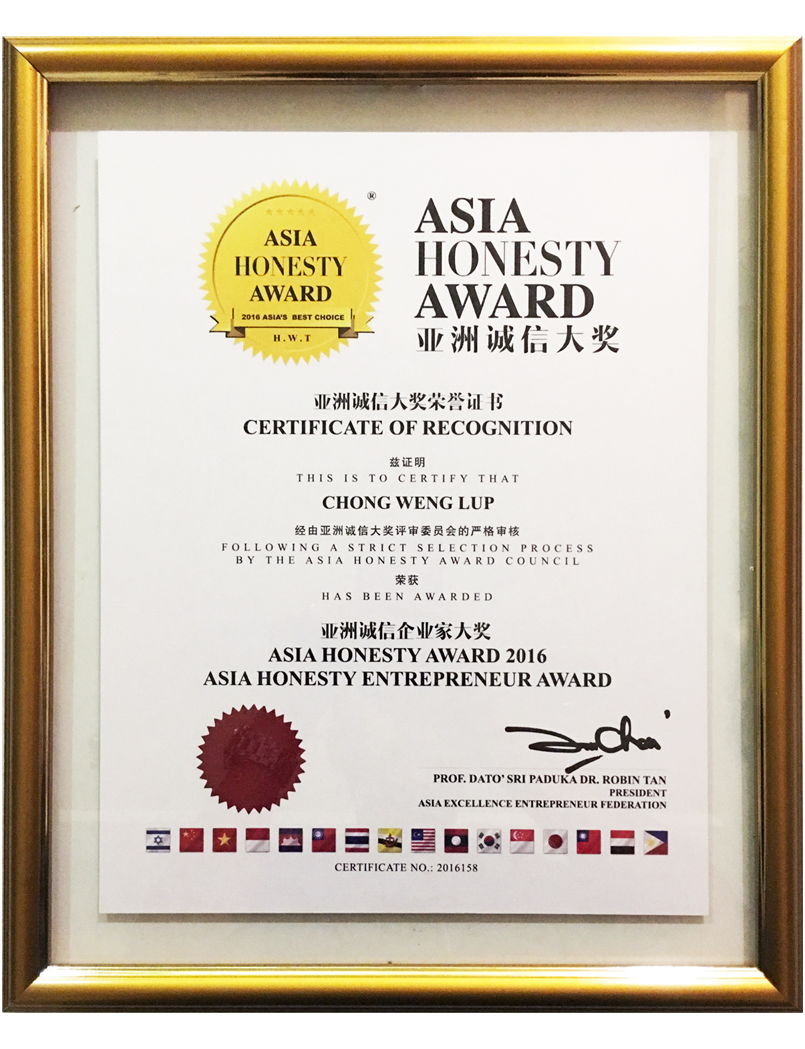 ®
ASIA
HONESTY
AWARD
2016 ASIA'S BEST CHOICE
H.W.T
ASIA
HONESTY
AWARD
亚洲诚信大奖
亚洲诚信大奖荣誉证书
CERTIFICATE OF RECOGNITION
兹证明
THIS IS TO CERTIFY THAT
CHONG WENG LUP
经由亚洲诚信大奖评审委员会的严格审核
FOLLOWING A STRICT SELECTION PROCESS
BY THE ASIA HONESTY AWARD COUNCIL
荣获
HAS BEEN AWARDED
亚洲诚信企业家大奖
ASIA HONESTY AWARD 2016
ASIA HONESTY ENTREPRENEUR AWARD
PROF. DATO' SRI PADUKA DR. ROBIN TAN
PRESIDENT
ASIA EXCELLENCE ENTREPRENEUR FEDERATION
CERTIFICATE NO.: 2016158